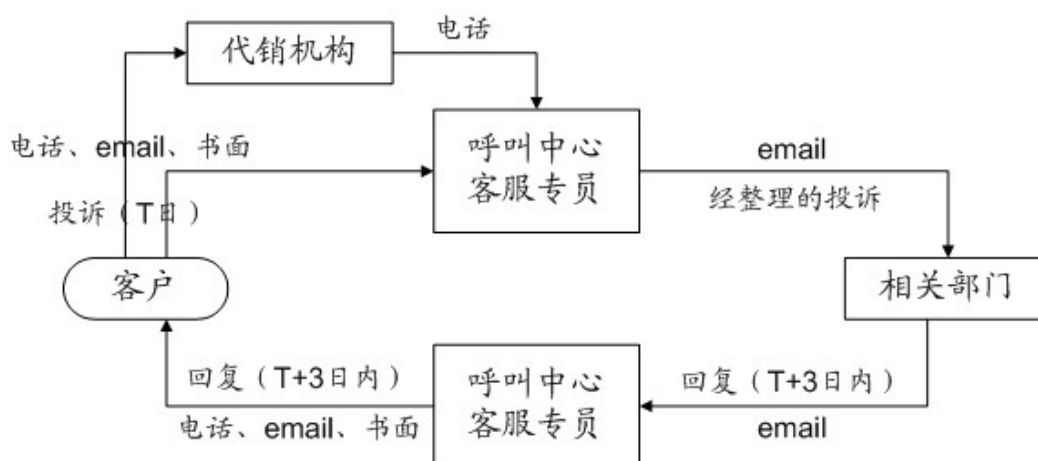 代销机构
电话
呼叫中心
客服专员
电话、email、书面
投诉（T日）
email
经整理的投诉
客户
相关部门
呼叫中心
客服专员
回复（T+3日内）
电话、email、书面
回复（T+3日内）
email